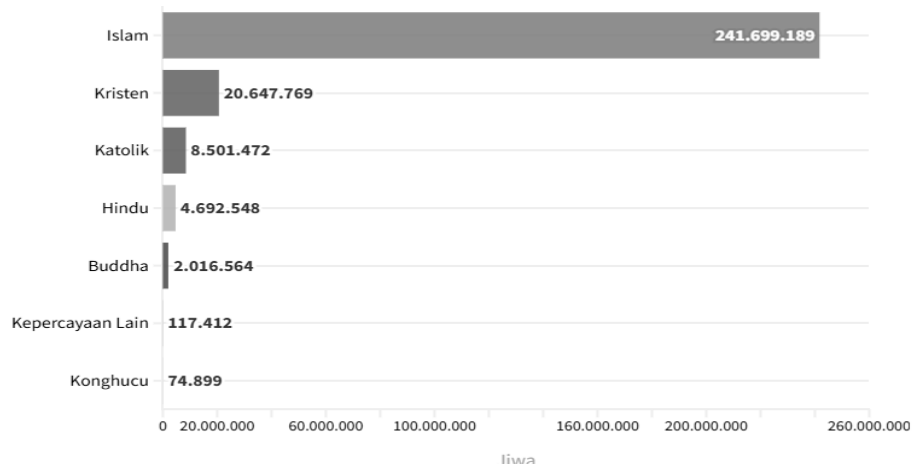 Islam 241.699.189
Kristen 20.647.769
Katolik 8.501.472
Hindu 4.692.548
Buddha 2.016.564
Kepercayaan Lain 117.412
Konghucu 74.899
0 20.000.000 60.000.000 100.000.000 160.000.000 200.000.000 260.000.000
Jiwa